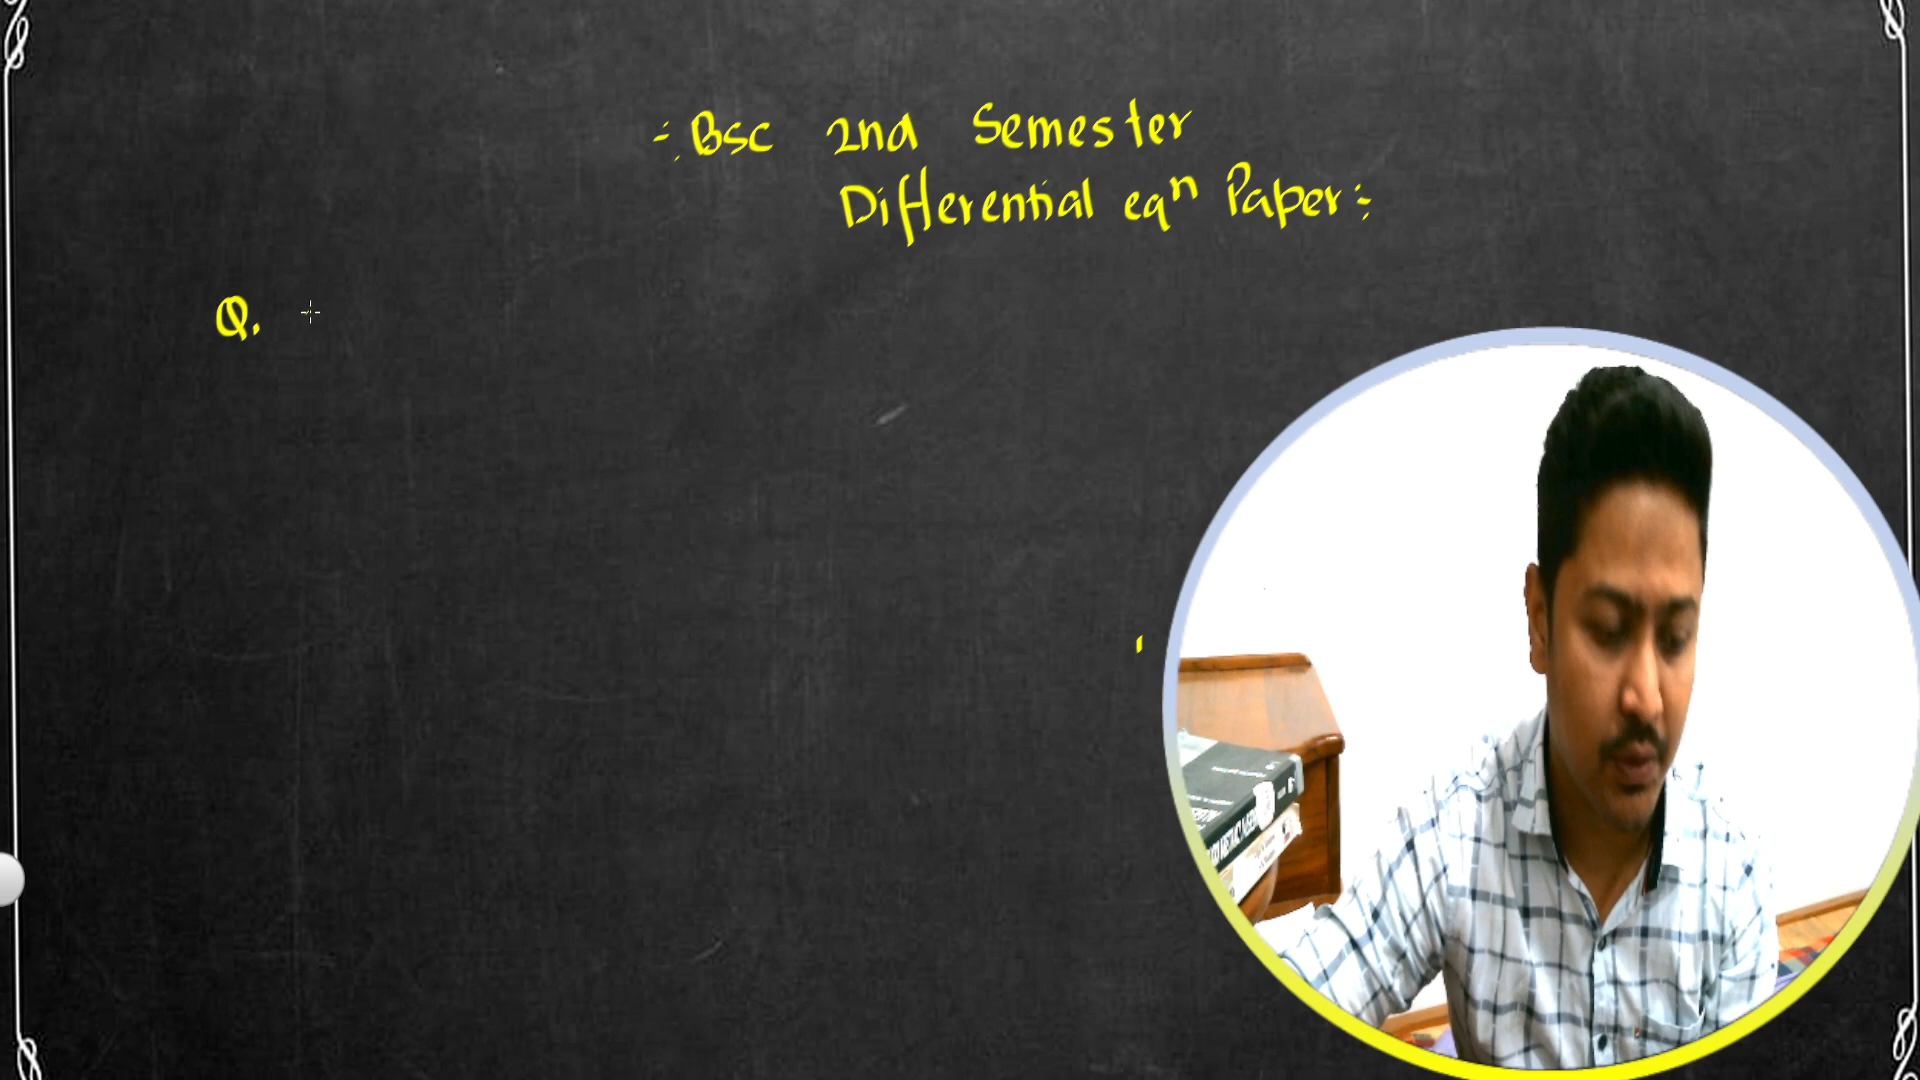 -: Bsc 2nd Semester
Differential eqⁿ Paper :-
Q.